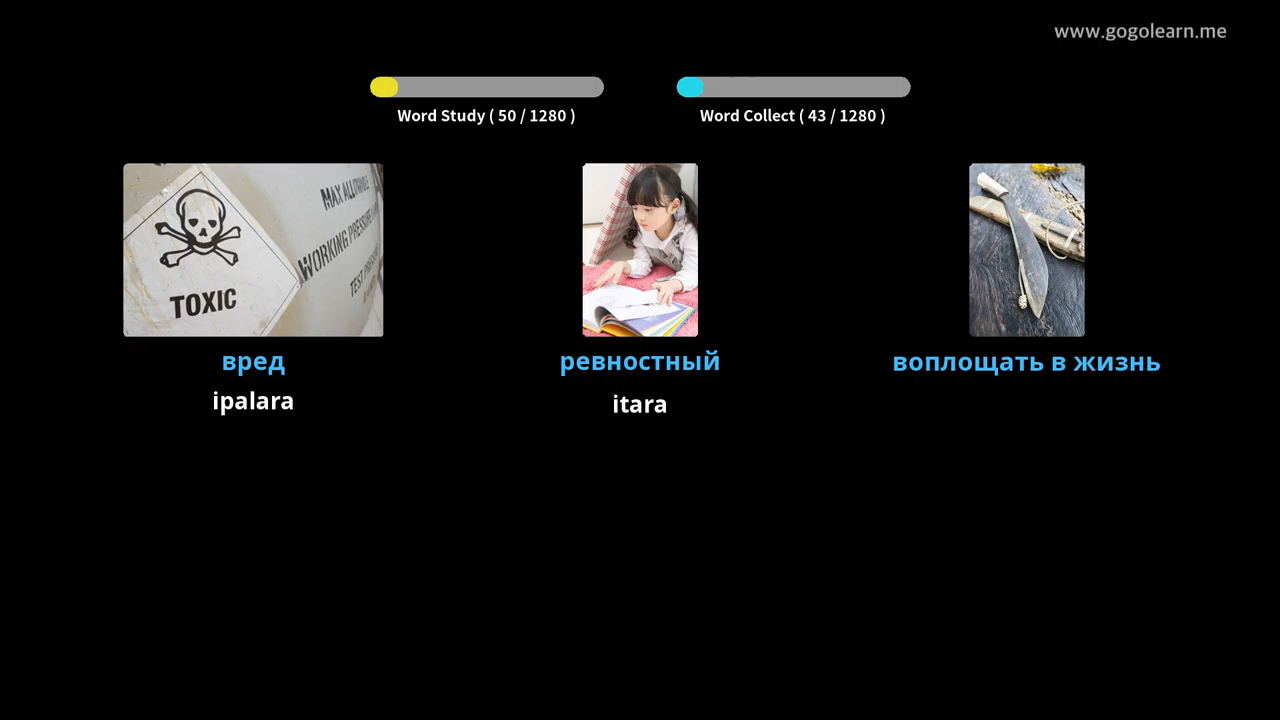 www.gogolearn.me
Word Study ( 50 / 1280 )
Word Collect ( 43 / 1280 )
TOXIC
MAX ALLOWABLE
WORKING PRESSURE
TEST
вред
ревностный
воплощать в жизнь
ipalara
itara